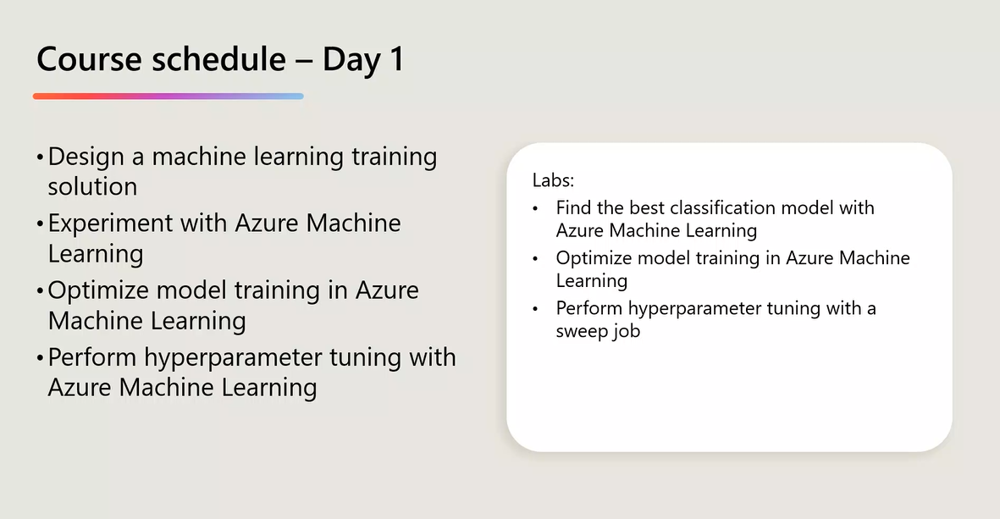 Course schedule – Day 1
• Design a machine learning training
solution
• Experiment with Azure Machine
Learning
• Optimize model training in Azure
Machine Learning
• Perform hyperparameter tuning with
Azure Machine Learning
Labs:
• Find the best classification model with
Azure Machine Learning
• Optimize model training in Azure Machine
Learning
• Perform hyperparameter tuning with a
sweep job